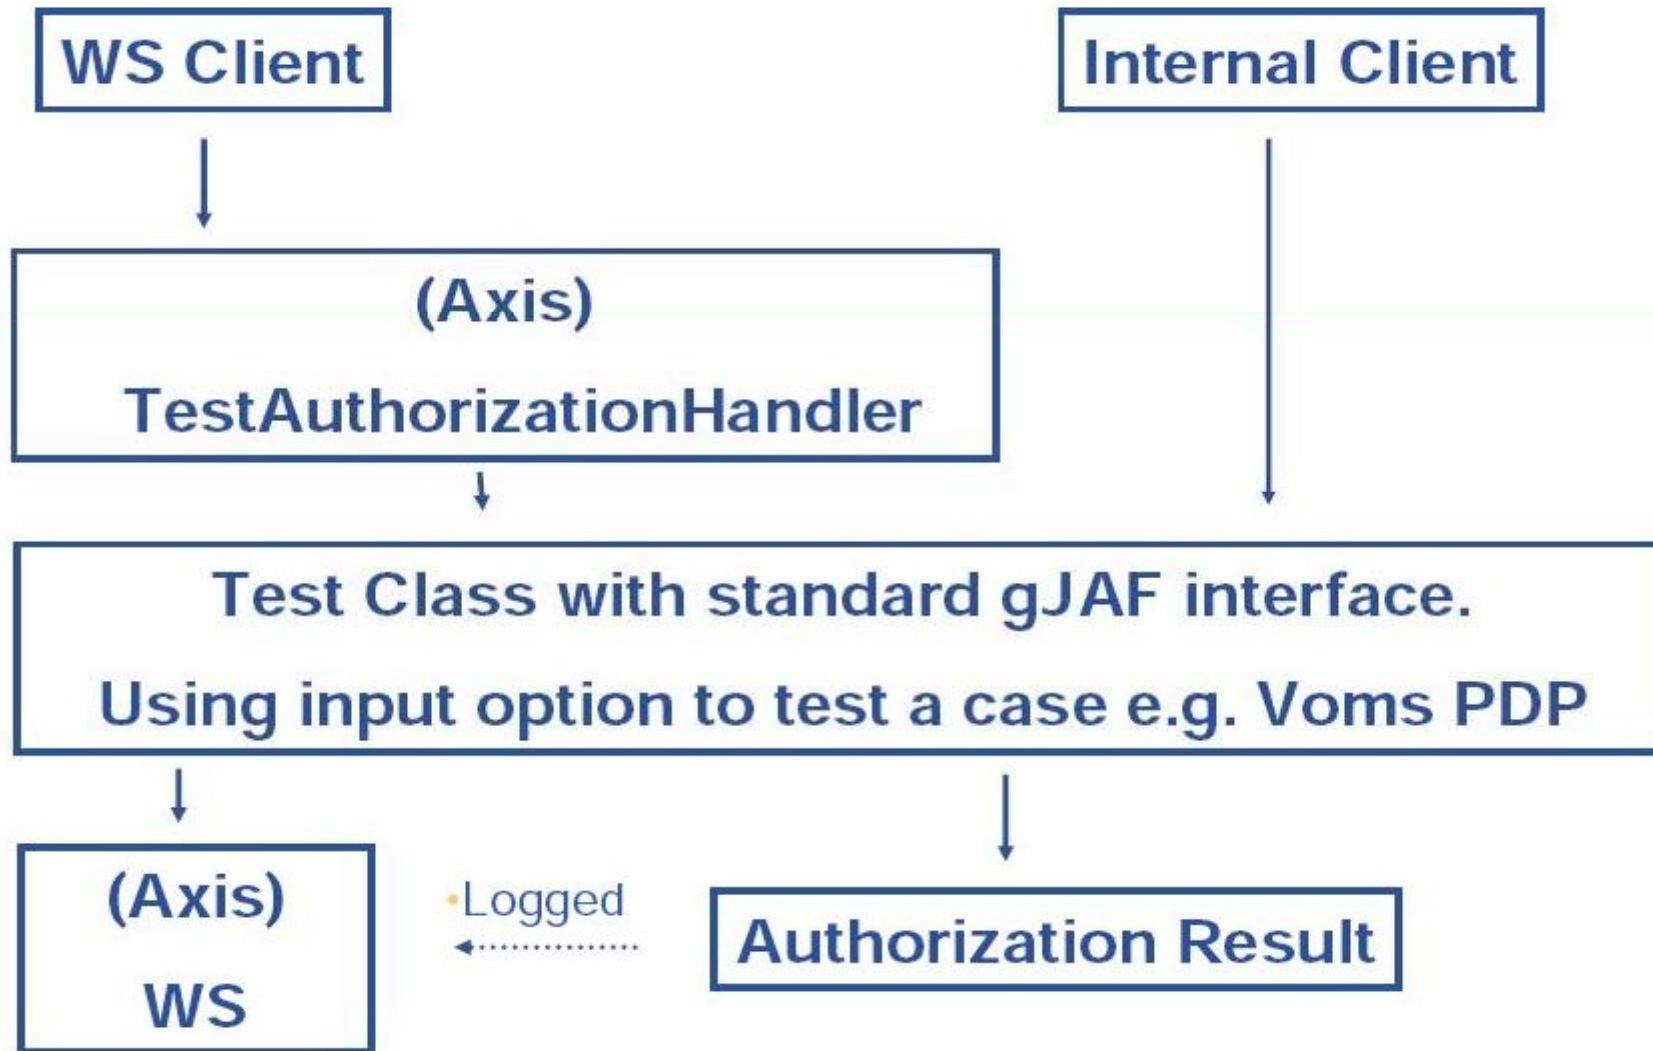 WS Client
Internal Client
(Axis)
TestAuthorizationHandler
Test Class with standard gJAF interface.
Using input option to test a case e.g. Voms PDP
(Axis)
WS
•Logged
Authorization Result